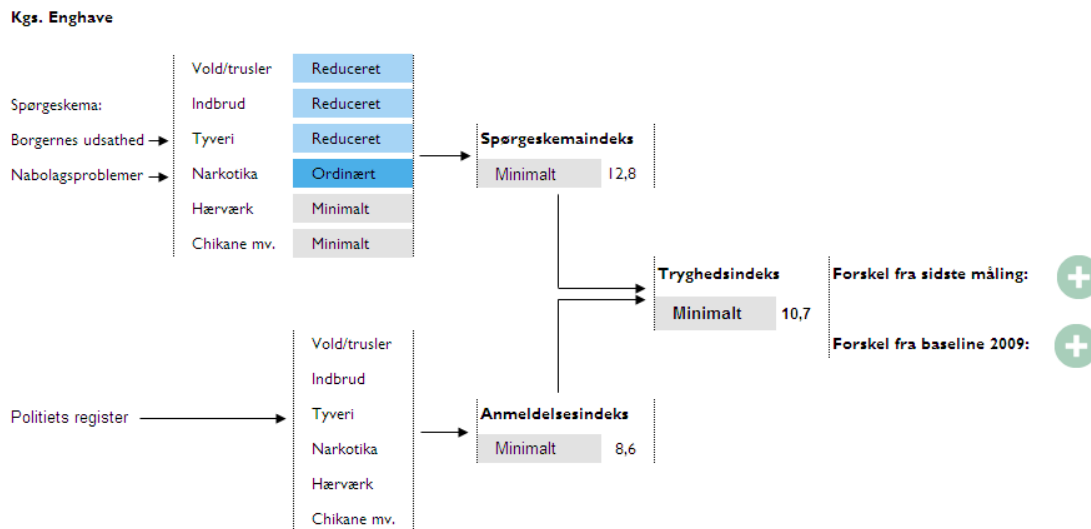 Kgs. Enghave
Vold/trusler Reduceret
Spørgeskema: Indbrud Reduceret
Borgernes udsathed Tyveri Reduceret
Nabolagsproblemer Narkotika Ordinært
Hærværk Minimalt
Chikane mv. Minimalt
Spørgeskemaindeks
Minimalt 12,8
Tryghedsindeks
Minimalt 10,7
Forskel fra sidste måling:
Forskel fra baseline 2009:
Politiets register
Vold/trusler
Indbrud
Tyveri
Narkotika
Hærværk
Chikane mv.
Anmeldelsesindeks
Minimalt 8,6